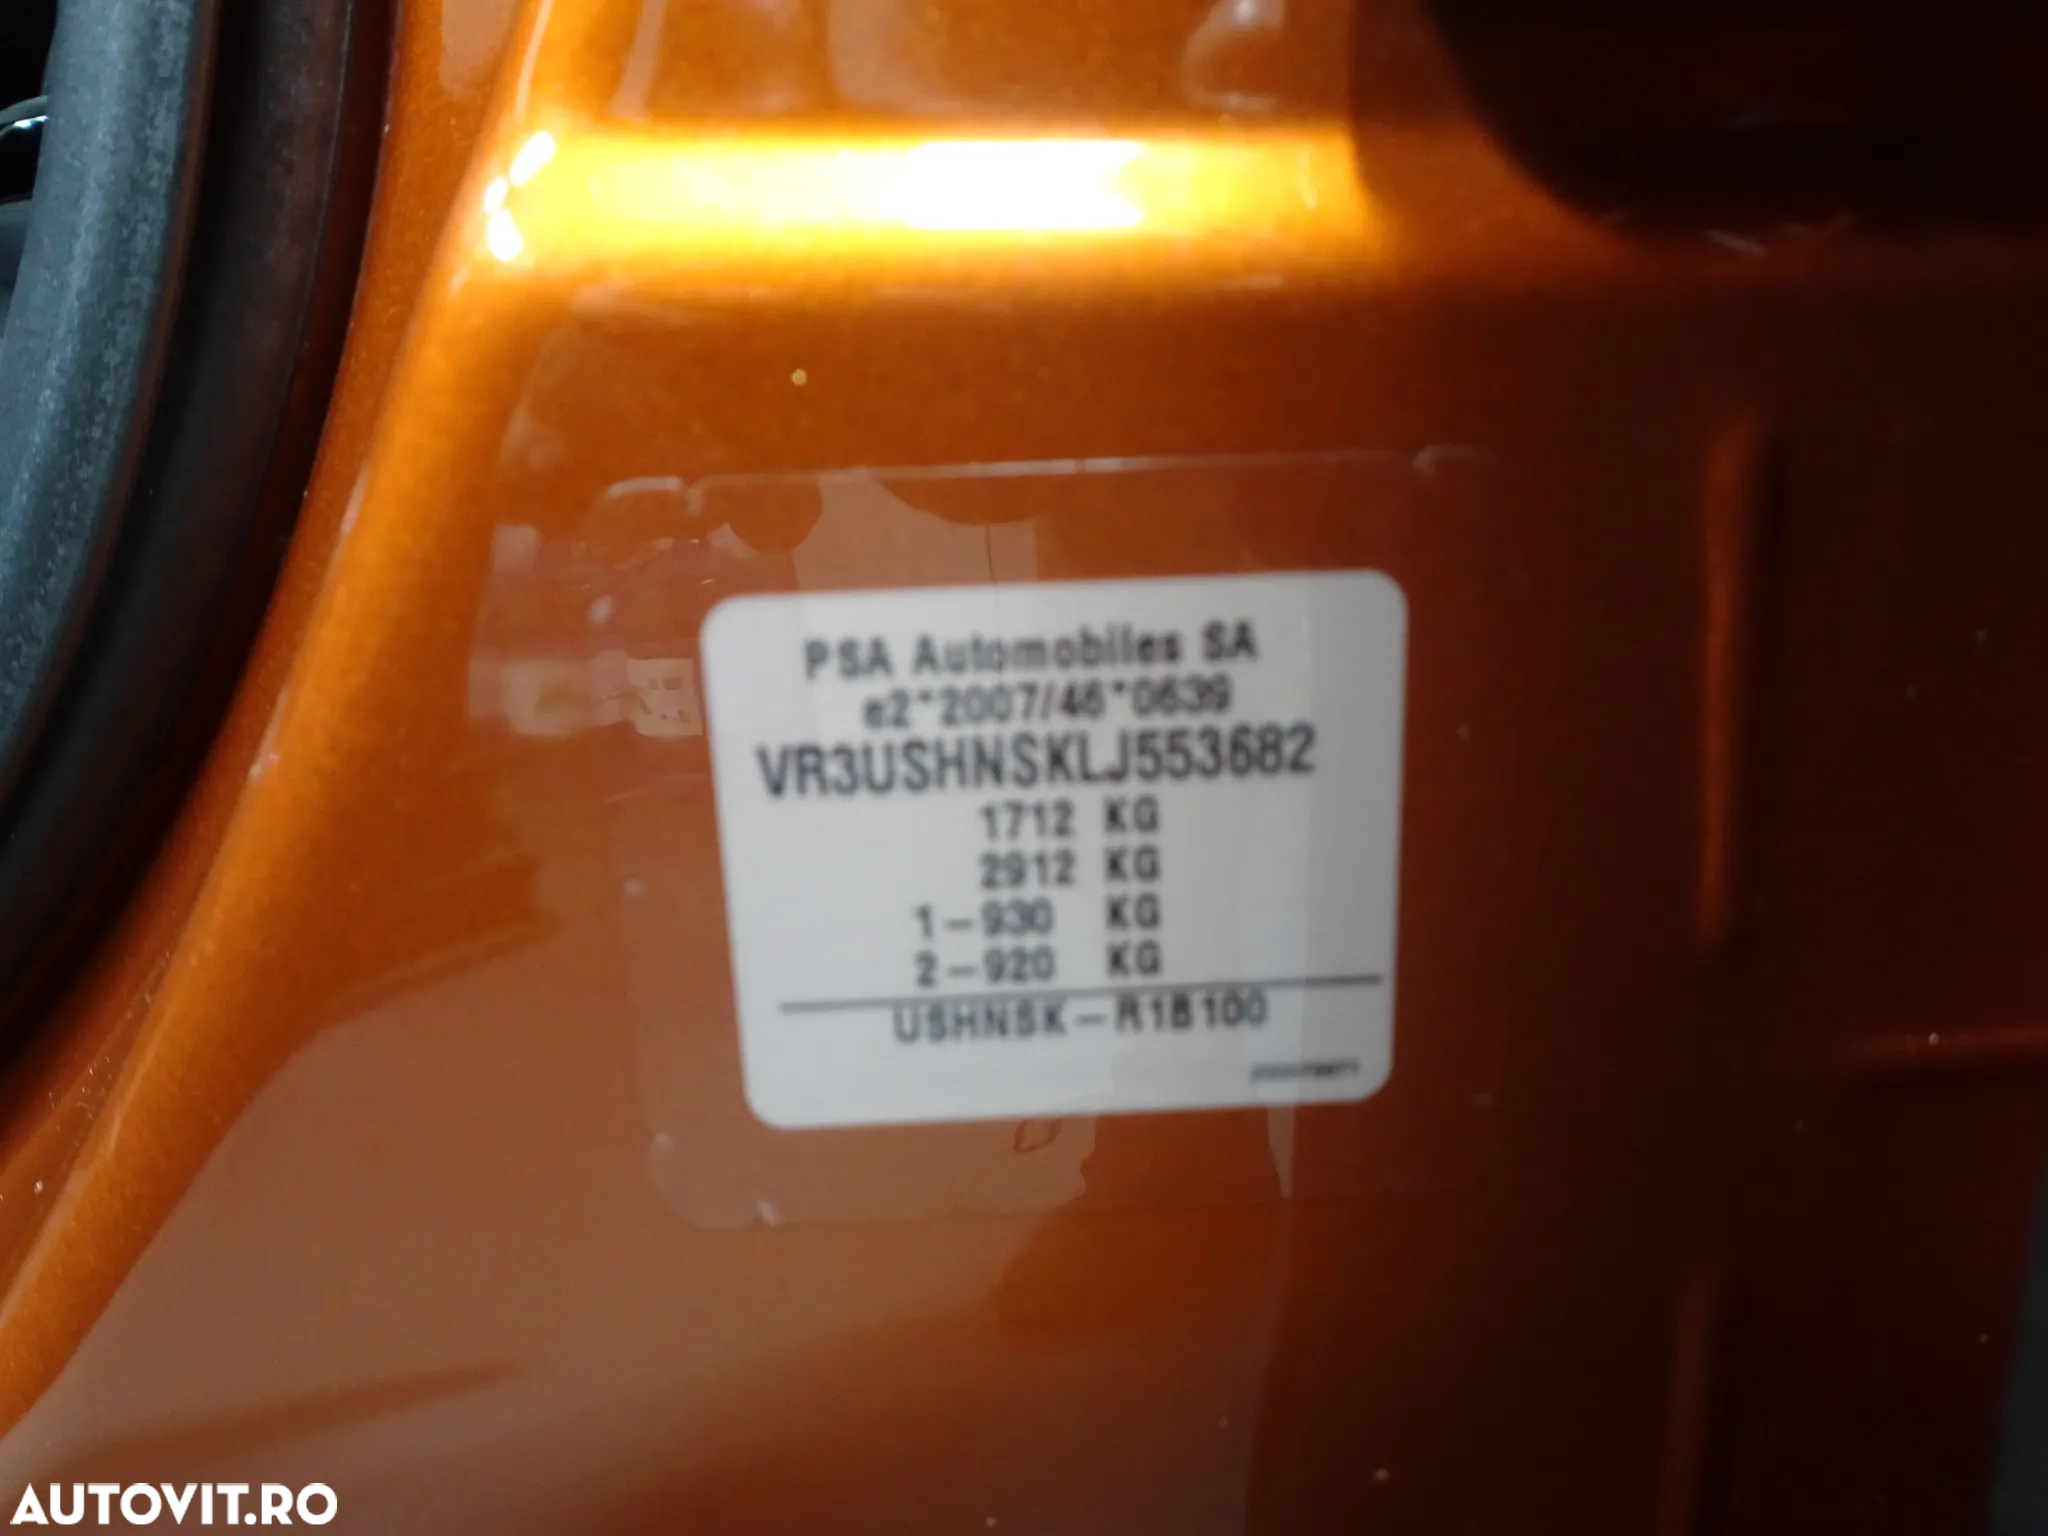 PSA Automobiles SA
e2*2007/46*0639
VR3USHNSKLJ553682
1712 KG
2912 KG
1-930 KG
2-920 KG
USHNSK-R1B100
AUTOVIT.RO